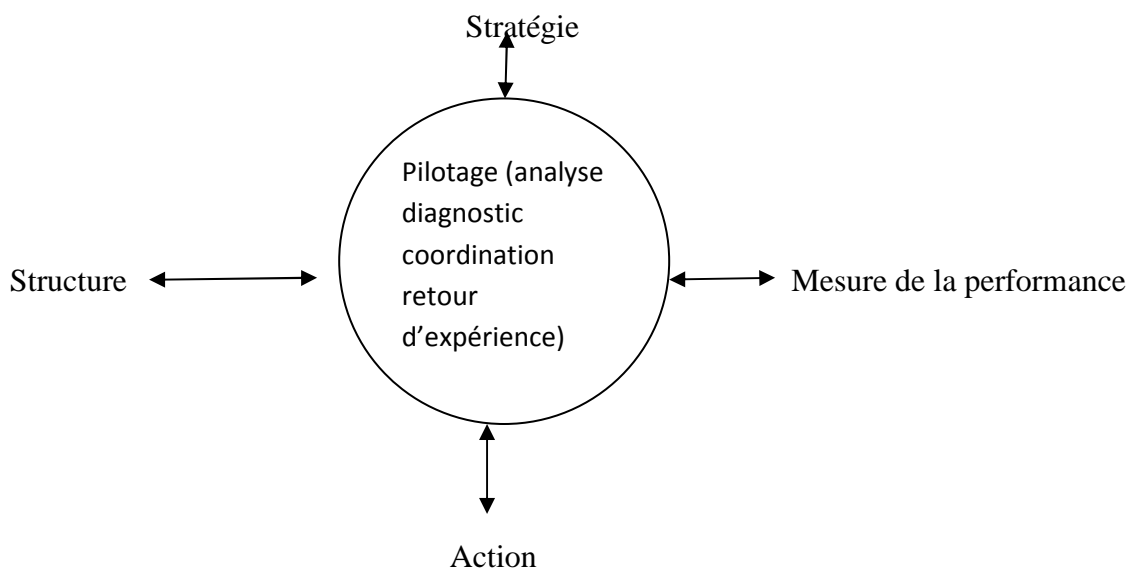 Stratégie
Pilotage (analyse
diagnostic
coordination
retour
d’expérience)
Structure
Mesure de la performance
Action